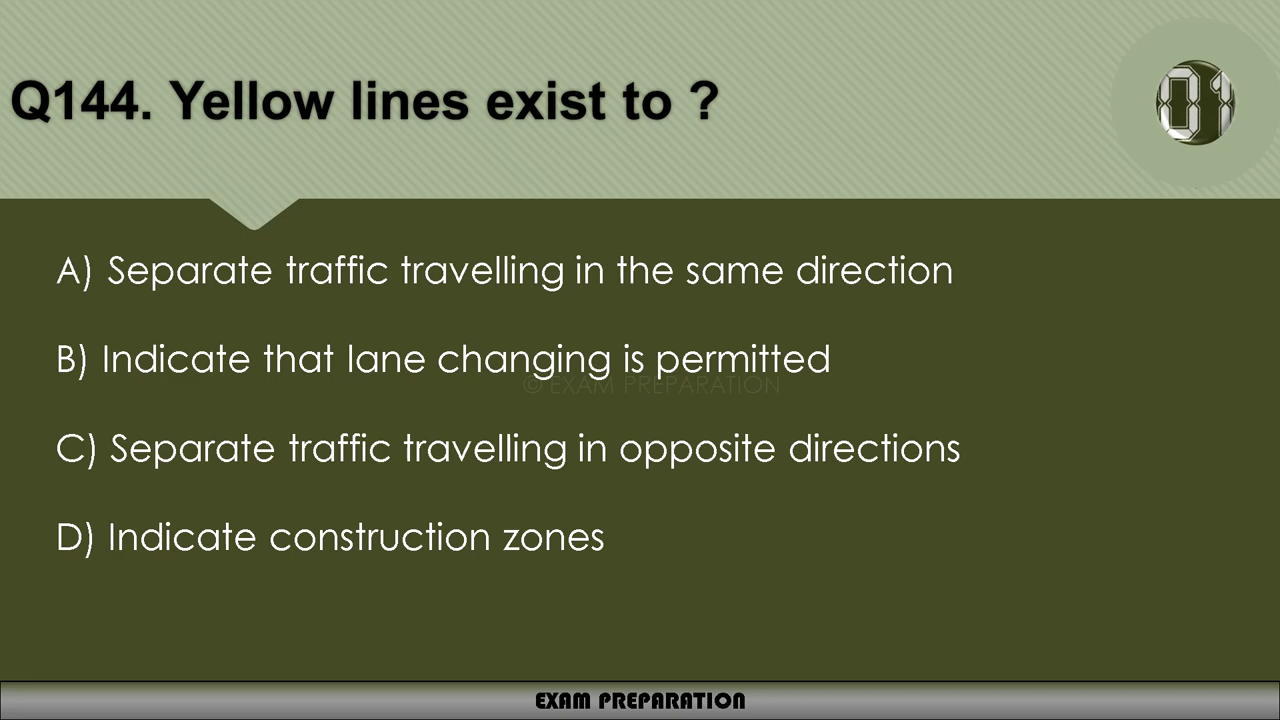 Q144. Yellow lines exist to ?
01
A) Separate traffic travelling in the same direction
B) Indicate that lane changing is permitted
© EXAM PREPARATION
C) Separate traffic travelling in opposite directions
D) Indicate construction zones
EXAM PREPARATION